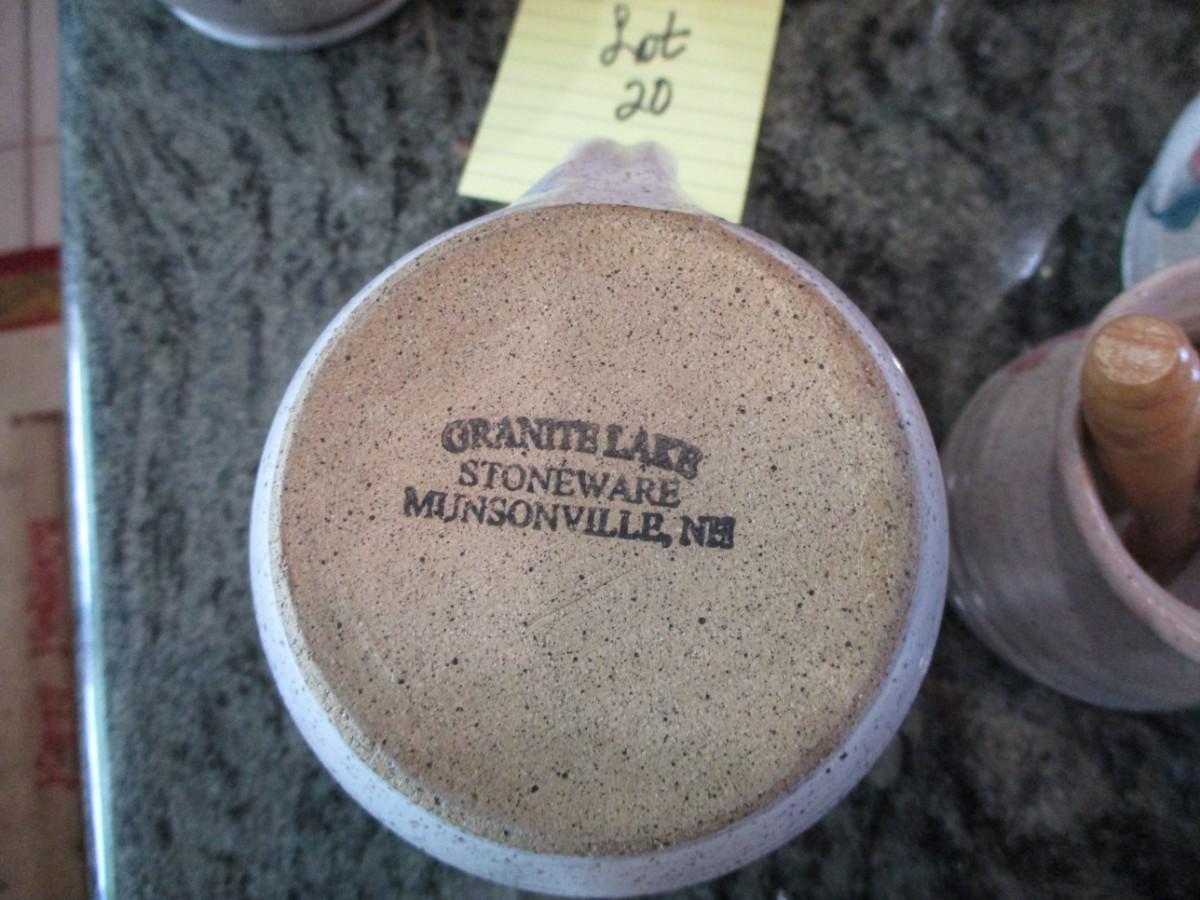 Lot
20
GRANITE LAKE
STONEWARE
MUNSONVILLE, NH